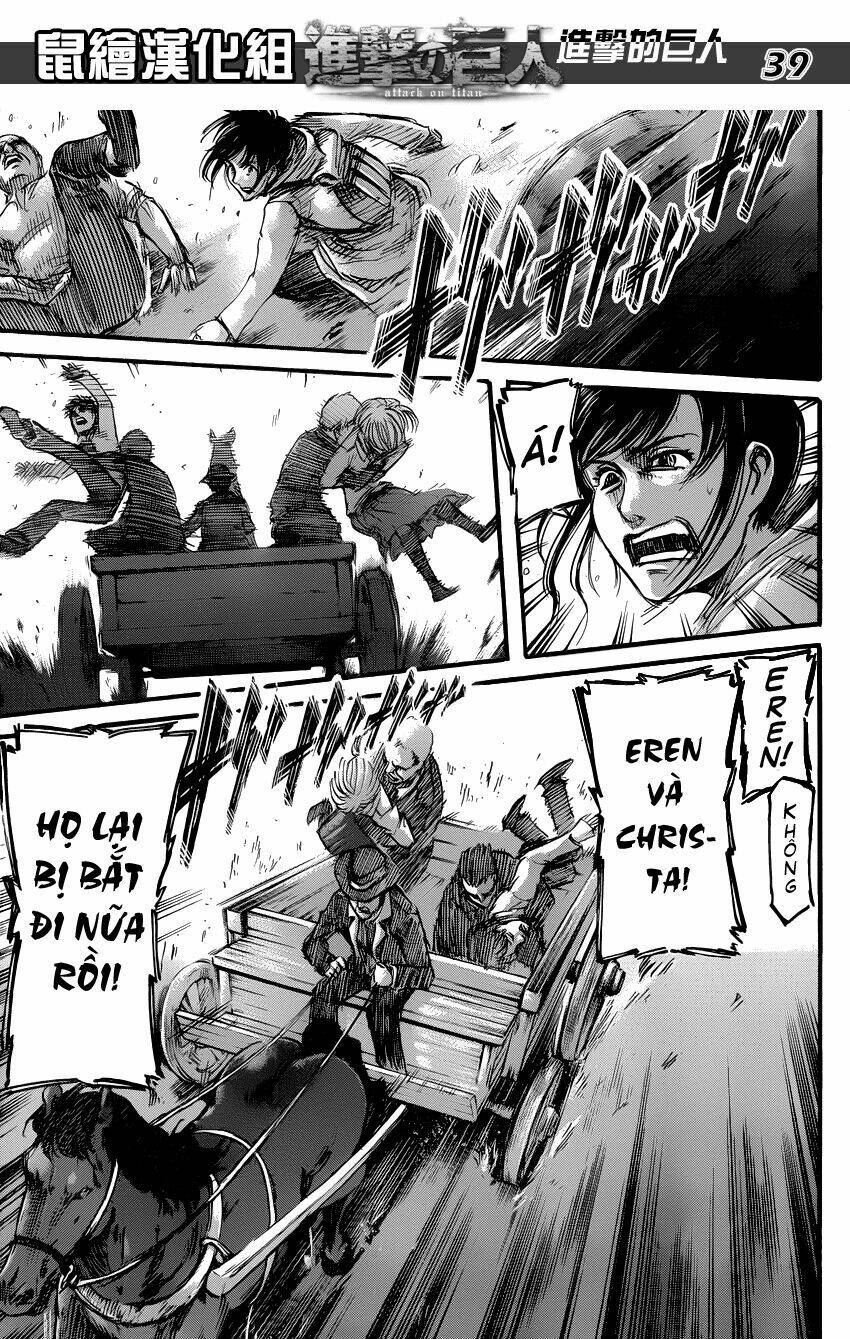 鼠繪漢化組
進撃の巨人
attack on titan
進擊的巨人
39
Á!
EREN!
KHÔNG
EREN
VÀ
CHRIS-
TA!
HỌ LẠI
BỊ BẮT
ĐI NỮA
RỒI!